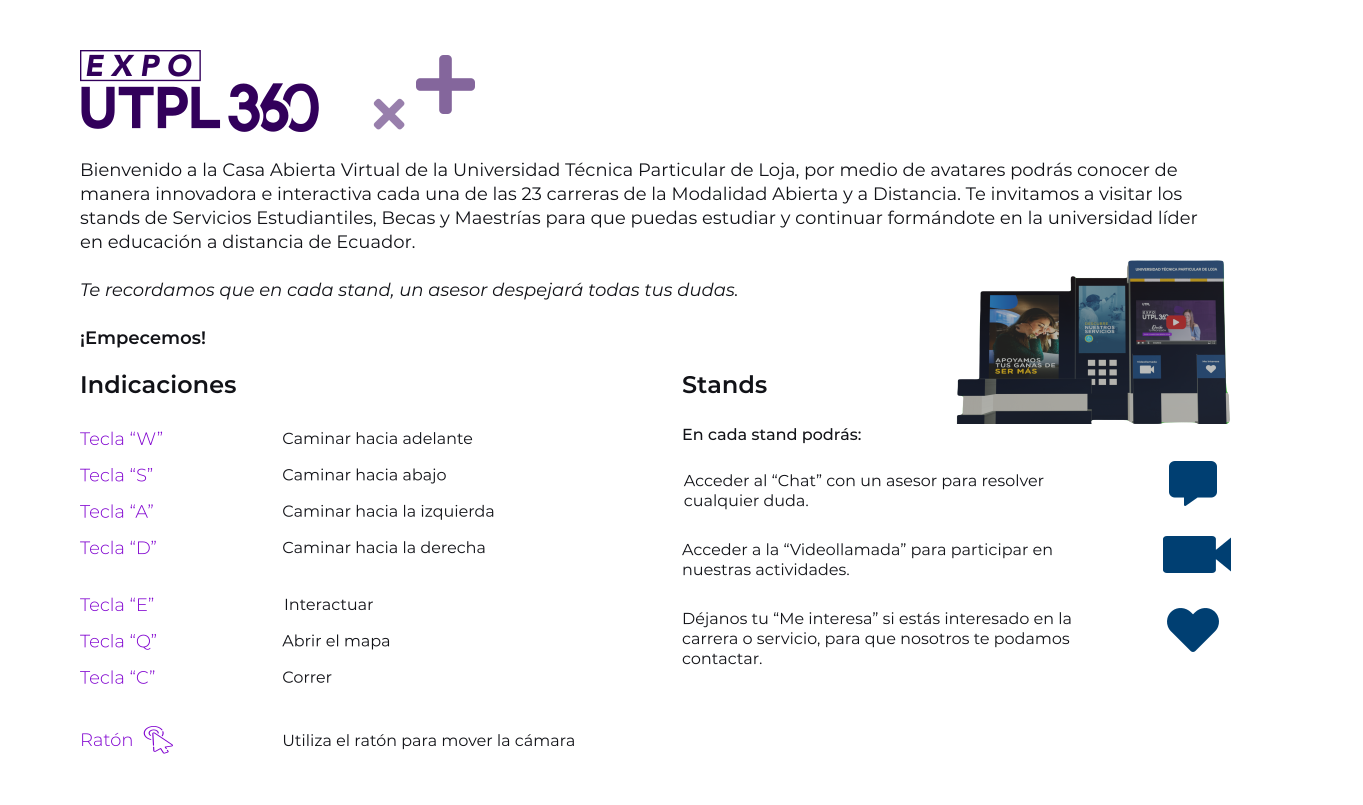 EXPO
UTPL 360
Bienvenido a la Casa Abierta Virtual de la Universidad Técnica Particular de Loja, por medio de avatares podrás conocer de
manera innovadora e interactiva cada una de las 23 carreras de la Modalidad Abierta y a Distancia. Te invitamos a visitar los
stands de Servicios Estudiantiles, Becas y Maestrías para que puedas estudiar y continuar formándote en la universidad líder
en educación a distancia de Ecuador.
Te recordamos que en cada stand, un asesor despejará todas tus dudas.
¡Empecemos!
UNIVERSIDAD TÉCNICA PARTICULAR DE LOJA
UTPL
EXPO
UTPL 360
NUESTROS
SERVICIOS
APOYAMOS
TUS GANAS DE
SER MÁS
Indicaciones
Tecla “W” Caminar hacia adelante
Tecla “S” Caminar hacia abajo
Tecla “A” Caminar hacia la izquierda
Tecla “D” Caminar hacia la derecha
Tecla “E” Interactuar
Tecla “Q” Abrir el mapa
Tecla “C” Correr
Ratón Utiliza el ratón para mover la cámara
Stands
En cada stand podrás:
Acceder al “Chat” con un asesor para resolver
cualquier duda.
Acceder a la “Videollamada” para participar en
nuestras actividades.
Déjanos tu “Me interesa” si estás interesado en la
carrera o servicio, para que nosotros te podamos
contactar.